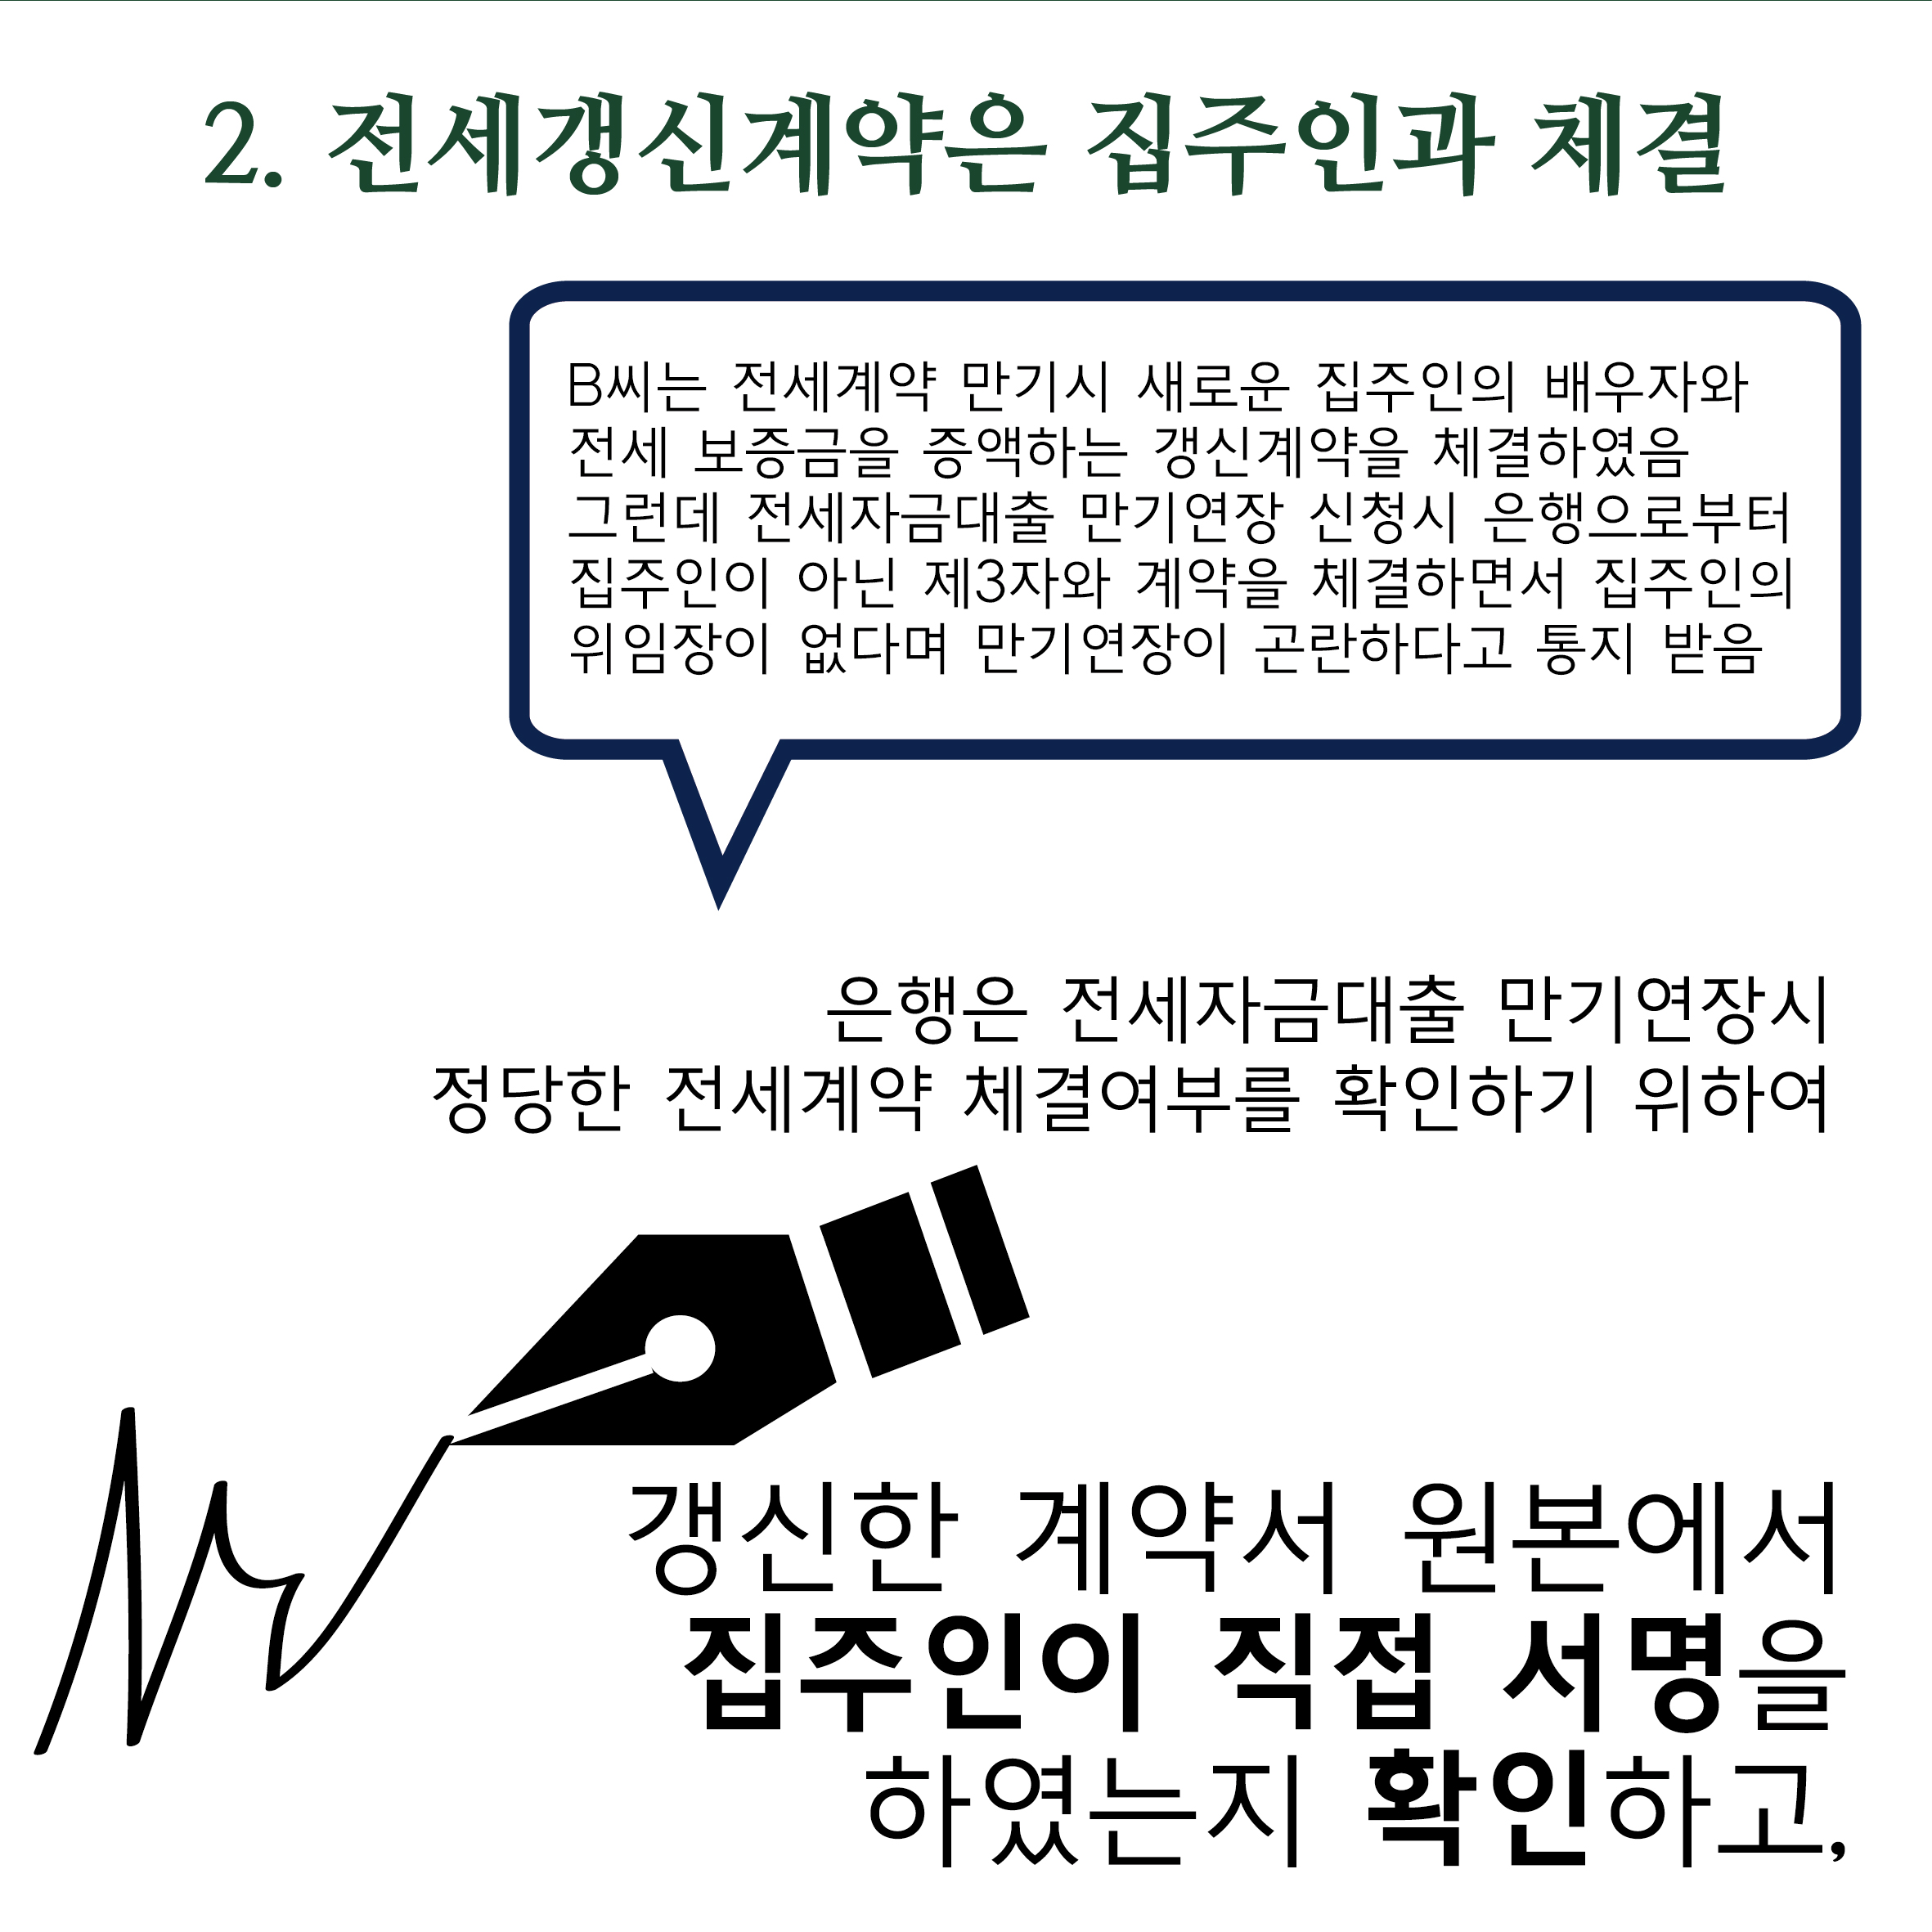 2. 전세갱신계약은 집주인과 체결
B씨는 전세계약 만기시 새로운 집주인의 배우자와
전세 보증금을 증액하는 갱신계약을 체결하였음
그런데 전세자금대출 만기연장 신청시 은행으로부터
집주인이 아닌 제3자와 계약을 체결하면서 집주인의
위임장이 없다며 만기연장이 곤란하다고 통지 받음
은행은 전세자금대출 만기연장시
정당한 전세계약 체결여부를 확인하기 위하여
갱신한 계약서 원본에서
집주인이 직접 서명을
하였는지 확인하고,